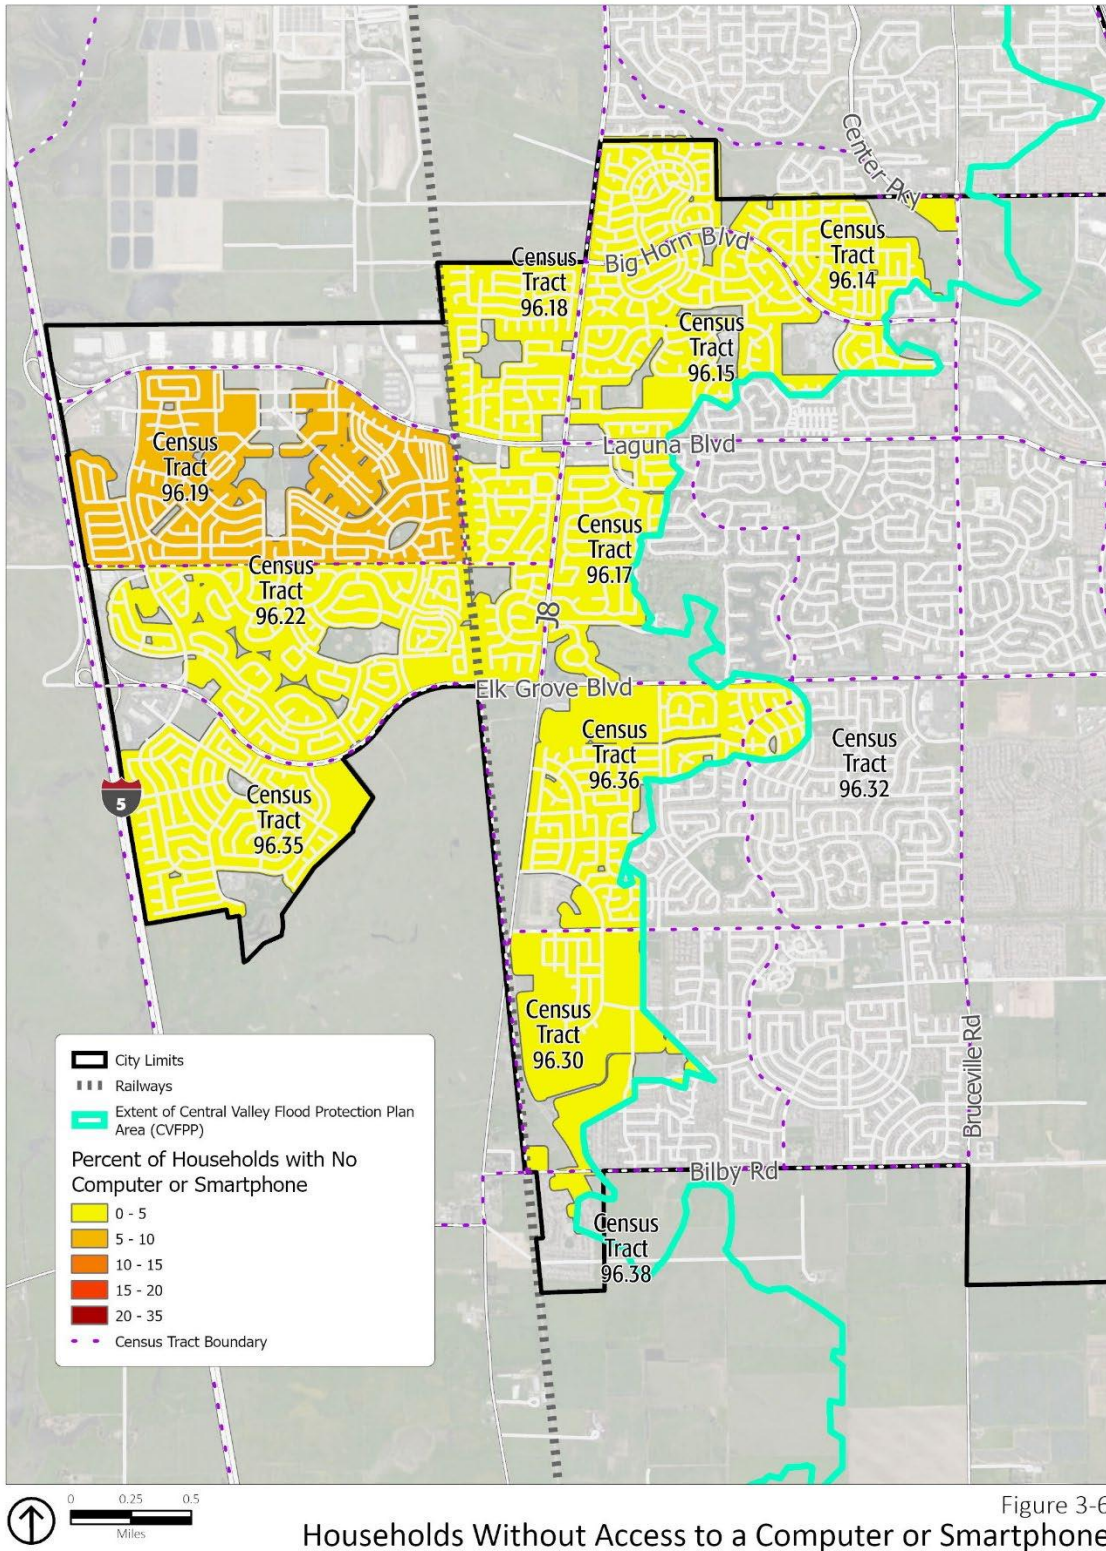 Center Pky
Census
Tract
96.14
Big Horn Blvd
Census
Tract
96.18
Census
Tract
96.15
Laguna Blvd
Census
Tract
96.19
Census
Tract
96.17
Census
Tract
96.22
J8
Elk Grove Blvd
Census
Tract
96.36
Census
Tract
96.32
5
Census
Tract
96.35
Census
Tract
96.30
Bruceville Rd
Bilby Rd
Census
Tract
96.38
City Limits
Railways
Extent of Central Valley Flood Protection Plan
Area (CVFPP)
Percent of Households with No
Computer or Smartphone
0 - 5
5 - 10
10 - 15
15 - 20
20 - 35
Census Tract Boundary
0 0.25 0.5
Miles
Figure 3-6
Households Without Access to a Computer or Smartphone